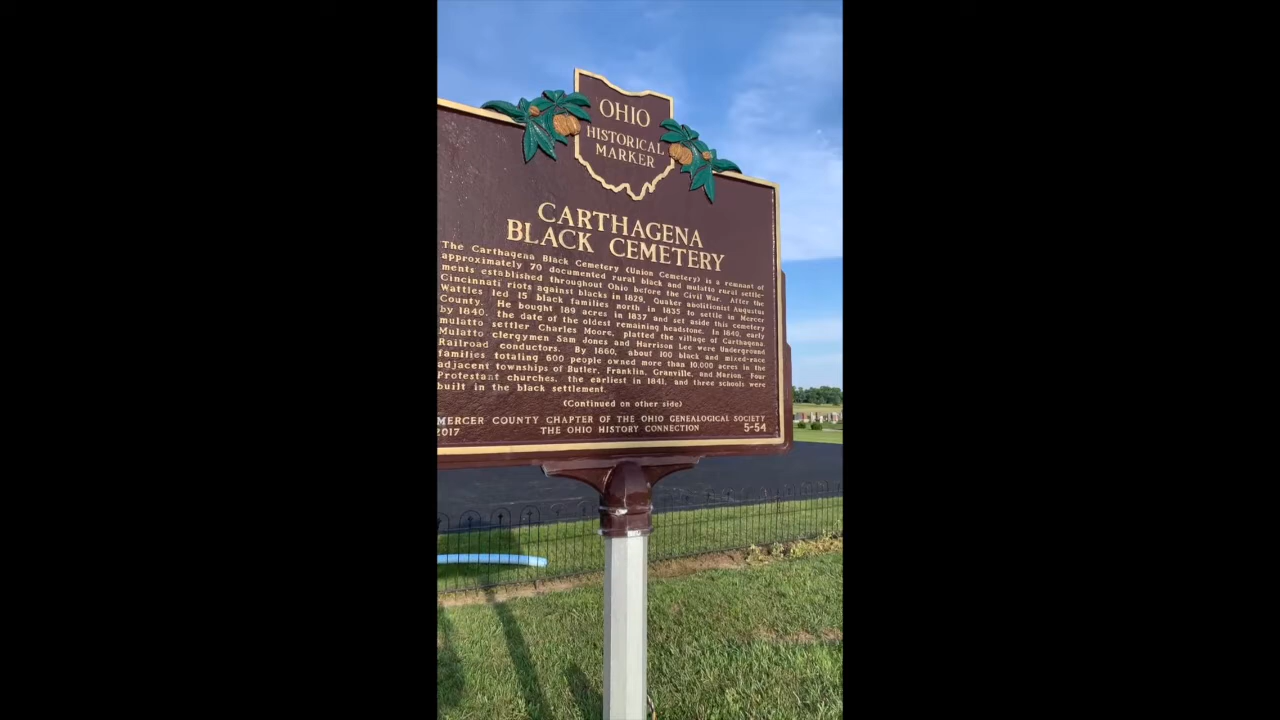 OHIO
HISTORICAL
MARKER
CARTHAGENA
BLACK CEMETERY
The Carthagena Black Cemetery (Union Cemetery) is a remnant of
approximately 70 documented rural black and mulatto rural settle-
ments established throughout Ohio before the Civil War. After the
Cincinnati riots against blacks in 1829, Quaker abolitionist Augustus
Wattles led 15 black families north in 1835 to settle in Mercer
County. He bought 189 acres in 1837 and set aside this cemetery
by 1840, the date of the oldest remaining headstone. In 1840, early
mulatto settler Charles Moore, platted the village of Carthagena.
Mulatto clergymen Sam Jones and Harrison Lee were Underground
Railroad conductors. By 1860, about 100 black and mixed-race
families totaling 600 people owned more than 10,000 acres in the
adjacent townships of Butler, Franklin, Granville, and Marion. Four
Protestant churches, the earliest in 1841, and three schools were
built in the black settlement.
(Continued on other side)
MERCER COUNTY CHAPTER OF THE OHIO GENEALOGICAL SOCIETY
2017 THE OHIO HISTORY CONNECTION 5-54